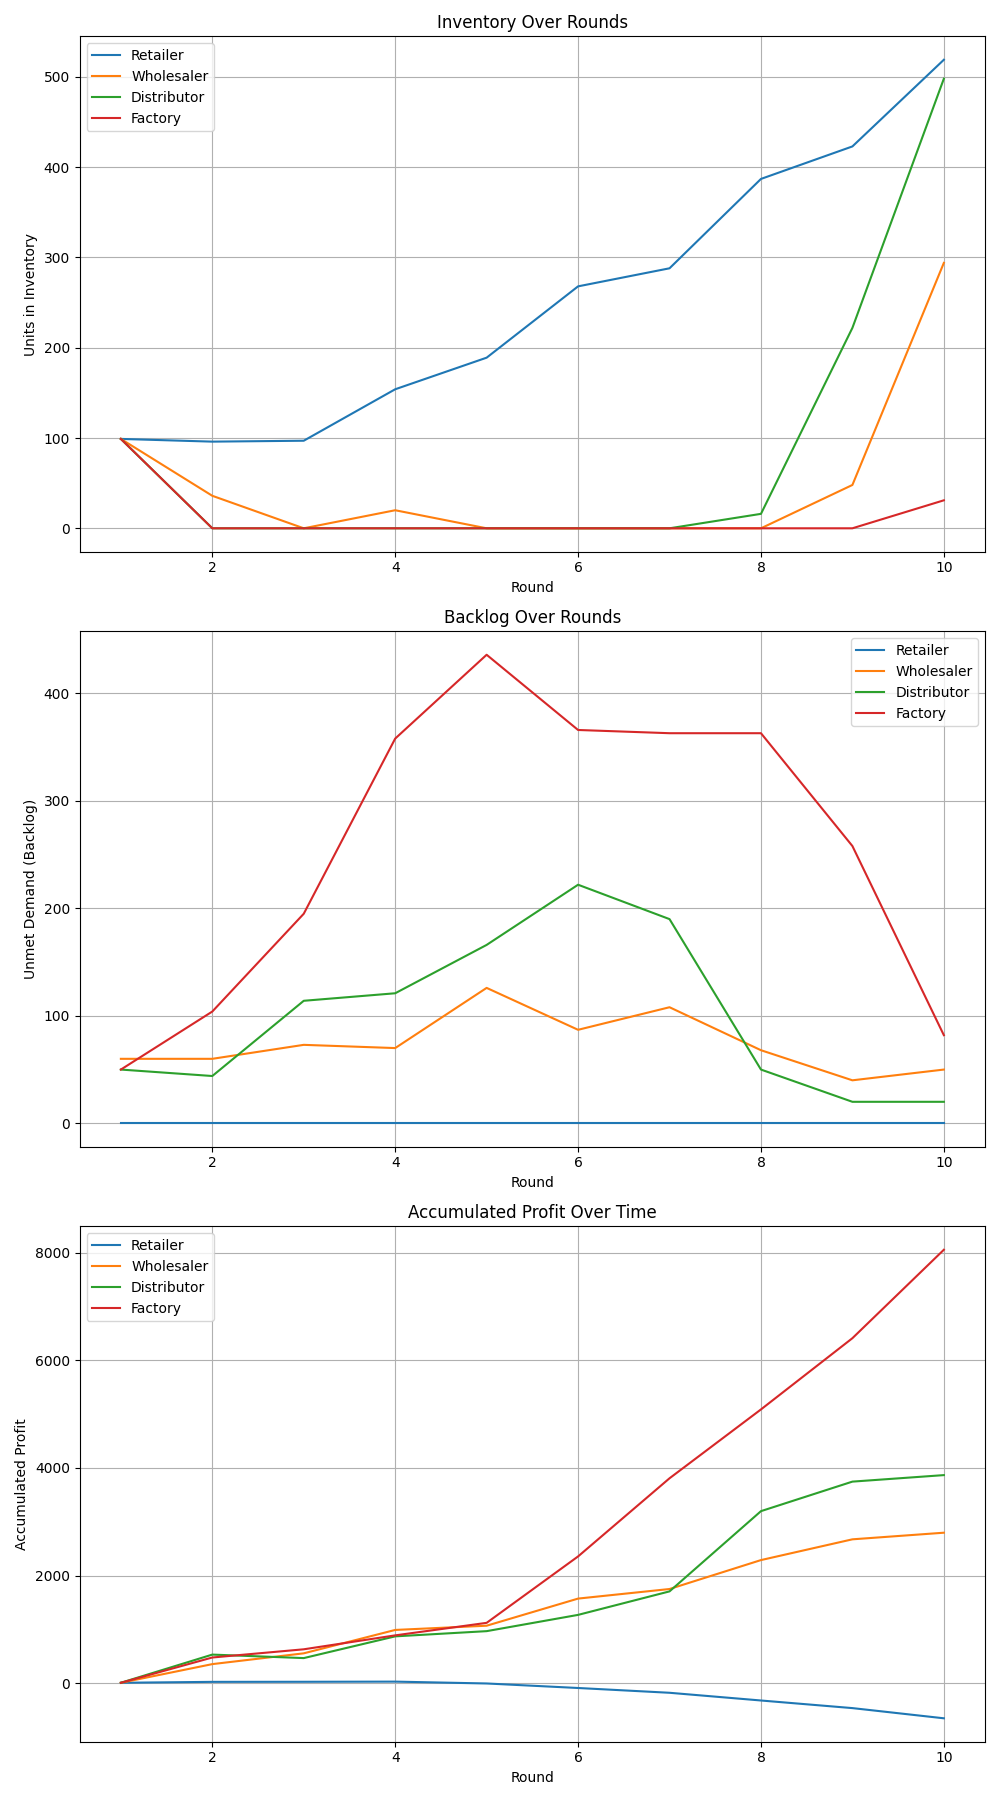 Inventory Over Rounds
Retailer
Wholesaler
Distributor
Factory
500
400
300
200
100
0
Units in Inventory
2 4 6 8 10
Round
Backlog Over Rounds
Retailer
Wholesaler
Distributor
Factory
400
300
200
100
0
Unmet Demand (Backlog)
2 4 6 8 10
Round
Accumulated Profit Over Time
Retailer
Wholesaler
Distributor
Factory
8000
6000
4000
2000
0
Accumulated Profit
2 4 6 8 10
Round